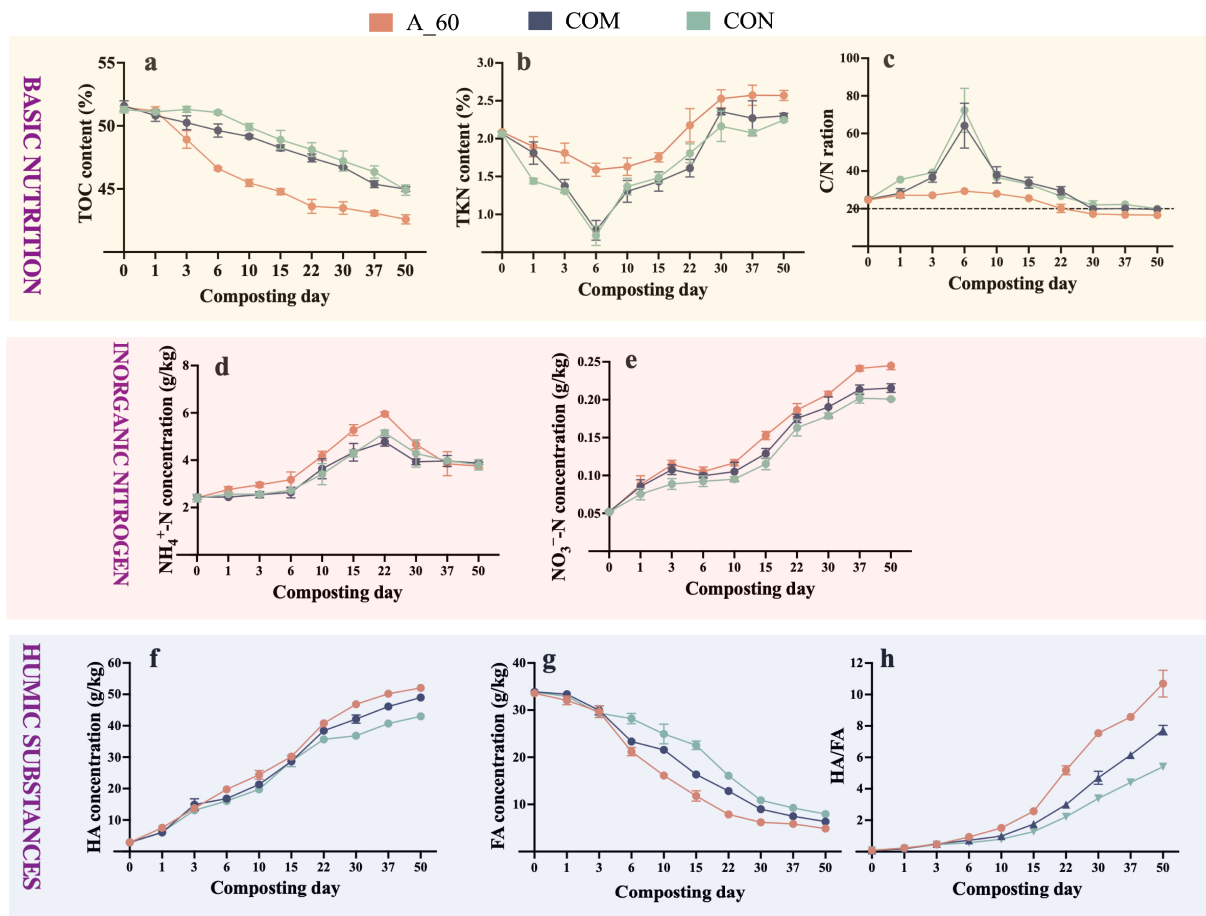 A_60 COM CON
BASIC NUTRITION
a
TOC content (%)
55
50
45
0 1 3 6 10 15 22 30 37 50
Composting day
b
TKN content (%)
3.0
2.5
2.0
1.5
1.0
0 1 3 6 10 15 22 30 37 50
Composting day
c
C/N ration
100
80
60
40
20
0 1 3 6 10 15 22 30 37 50
Composting day
INORGANIC NITROGEN
d
NH₄⁺-N concentration (g/kg)
8
6
4
2
0 1 3 6 10 15 22 30 37 50
Composting day
e
NO₃⁻-N concentration (g/kg)
0.25
0.20
0.15
0.10
0.05
0 1 3 6 10 15 22 30 37 50
Composting day
HUMIC SUBSTANCES
f
HA concentration (g/kg)
60
50
40
30
20
10
0 1 3 6 10 15 22 30 37 50
Composting day
g
FA concentration (g/kg)
40
30
20
10
0 1 3 6 10 15 22 30 37 50
Composting day
h
HA/FA
12
10
8
6
4
2
0 1 3 6 10 15 22 30 37 50
Composting day